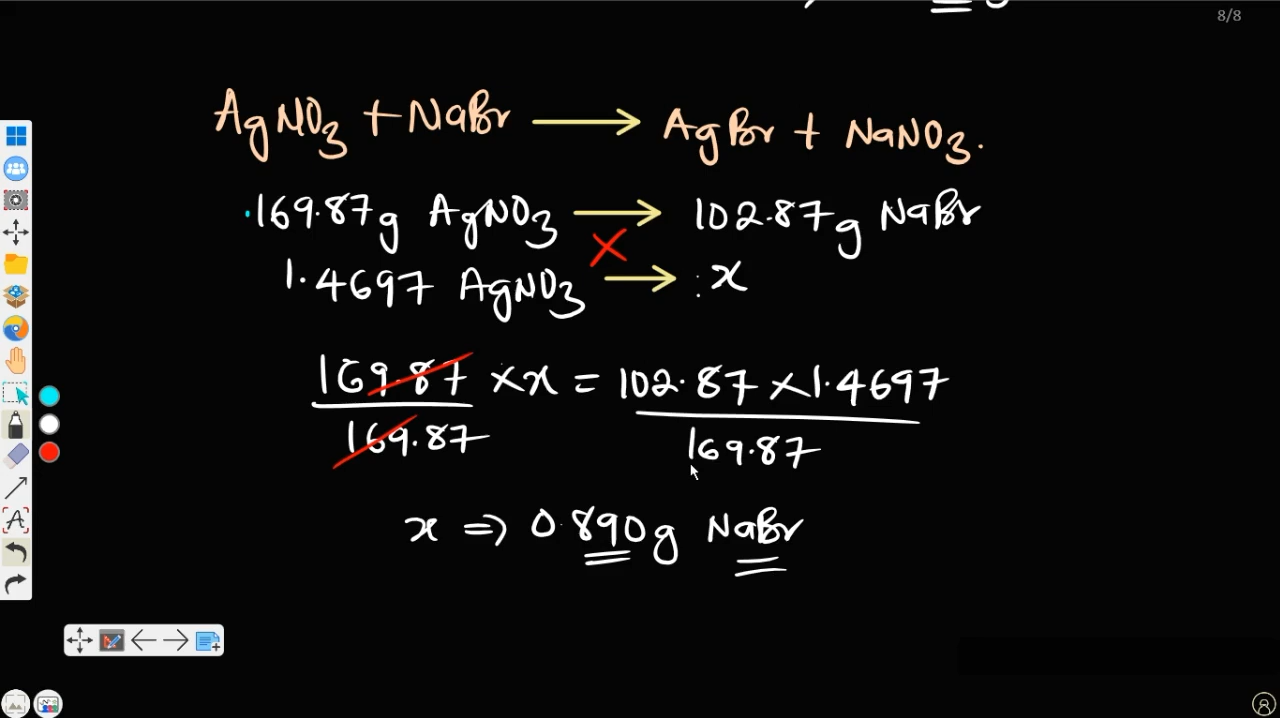 8/8
AgNO₃ + NaBr ⟶ AgBr + NaNO₃.
169.87g AgNO₃ ⟶ 102.87g NaBr
1.4697 AgNO₃ ⟶ : x
169.87 × x = 102.87 × 1.4697
169.87 169.87
x ⇒ 0.890g NaBr